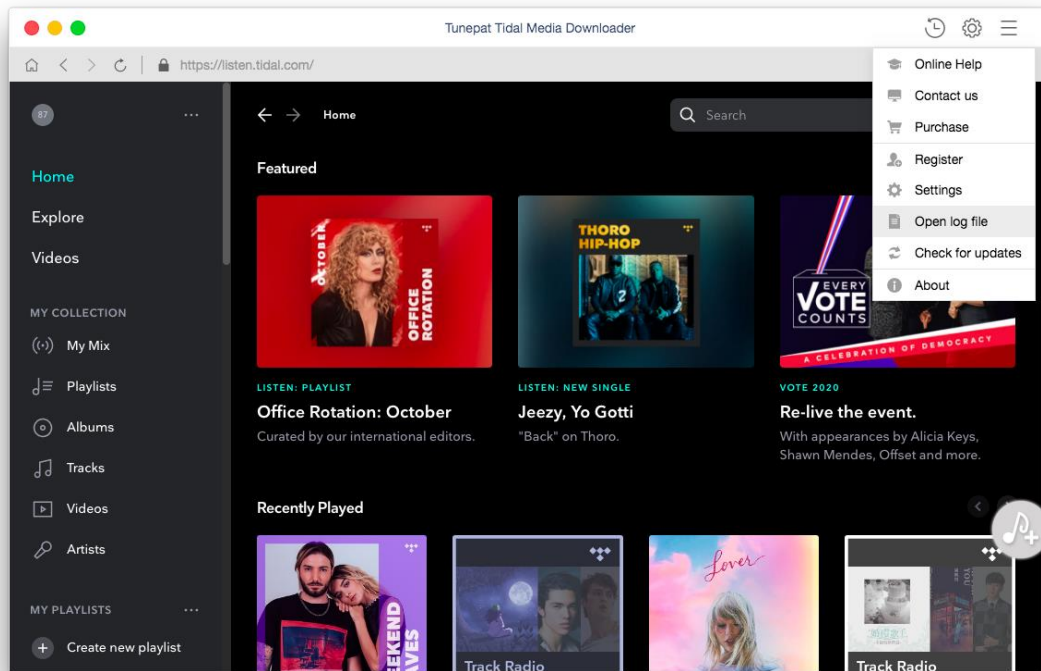 Tunepat Tidal Media Downloader
https://listen.tidal.com/
Online Help
Contact us
Purchase
Register
Settings
Open log file
Check for updates
About
87
Home
Explore
Videos
MY COLLECTION
My Mix
Playlists
Albums
Tracks
Videos
Artists
MY PLAYLISTS
Create new playlist
Home
Search
Featured
OCTOBER
OFFICE
ROTATION
LISTEN: PLAYLIST
Office Rotation: October
Curated by our international editors.
THORO
HIP-HOP
LISTEN: NEW SINGLE
Jeezy, Yo Gotti
"Back" on Thoro.
EVERY
VOTE
COUNTS
A CELEBRATION OF DEMOCRACY
VOTE 2020
Re-live the event.
With appearances by Alicia Keys,
Shawn Mendes, Offset and more.
Recently Played
Track Radio
Lover
Track Radio